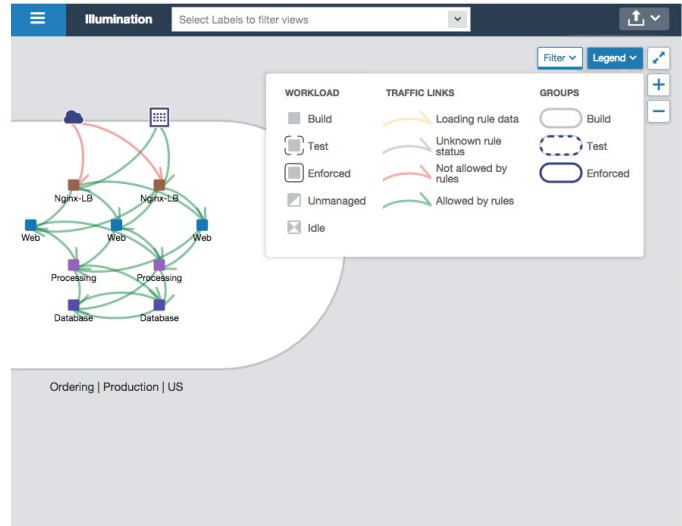 Illumination
Select Labels to filter views
Filter
Legend
WORKLOAD TRAFFIC LINKS GROUPS
Build Loading rule data Build
Test Unknown rule status Test
Enforced Not allowed by rules Enforced
Unmanaged Allowed by rules
Idle
Nginx-LB Nginx-LB
Web Web Web
Processing Processing
Database Database
Ordering | Production | US